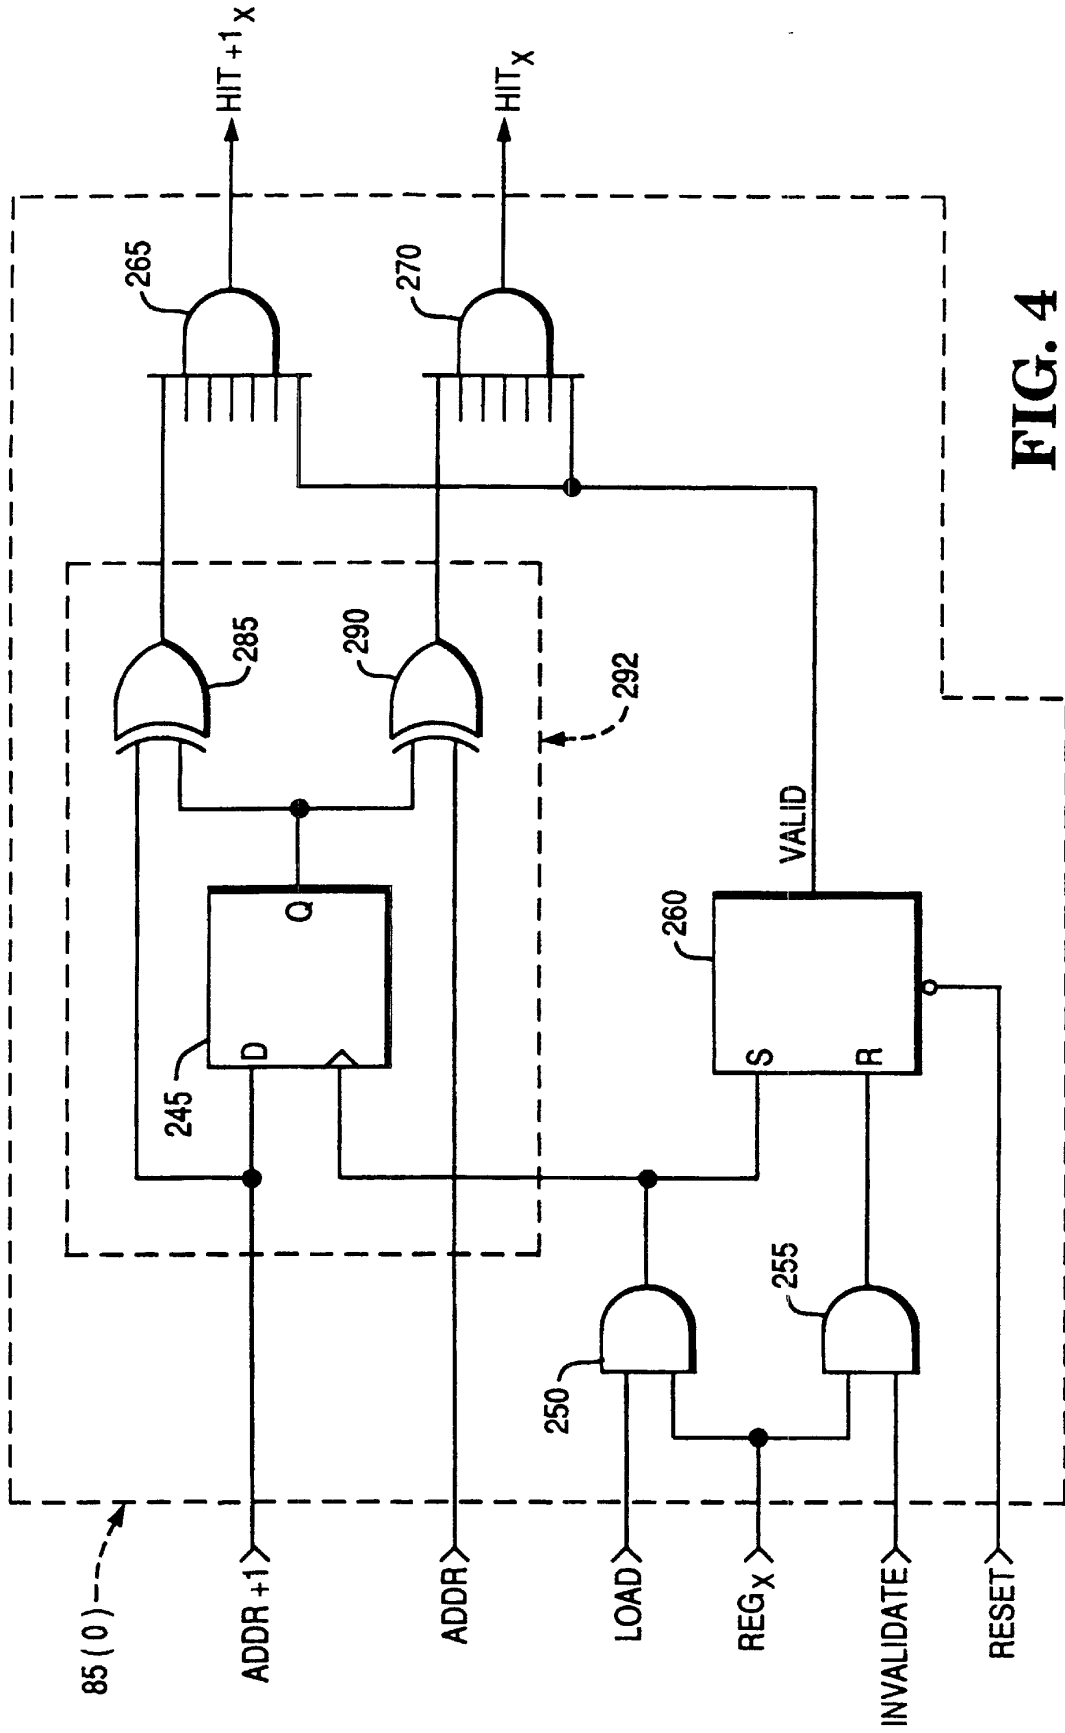 85 (0)
ADDR +1
ADDR
LOAD
REGX
INVALIDATE
RESET
245
D
Q
250
255
260
S
R
VALID
285
290
292
265
270
HIT +1X
HITX
FIG. 4